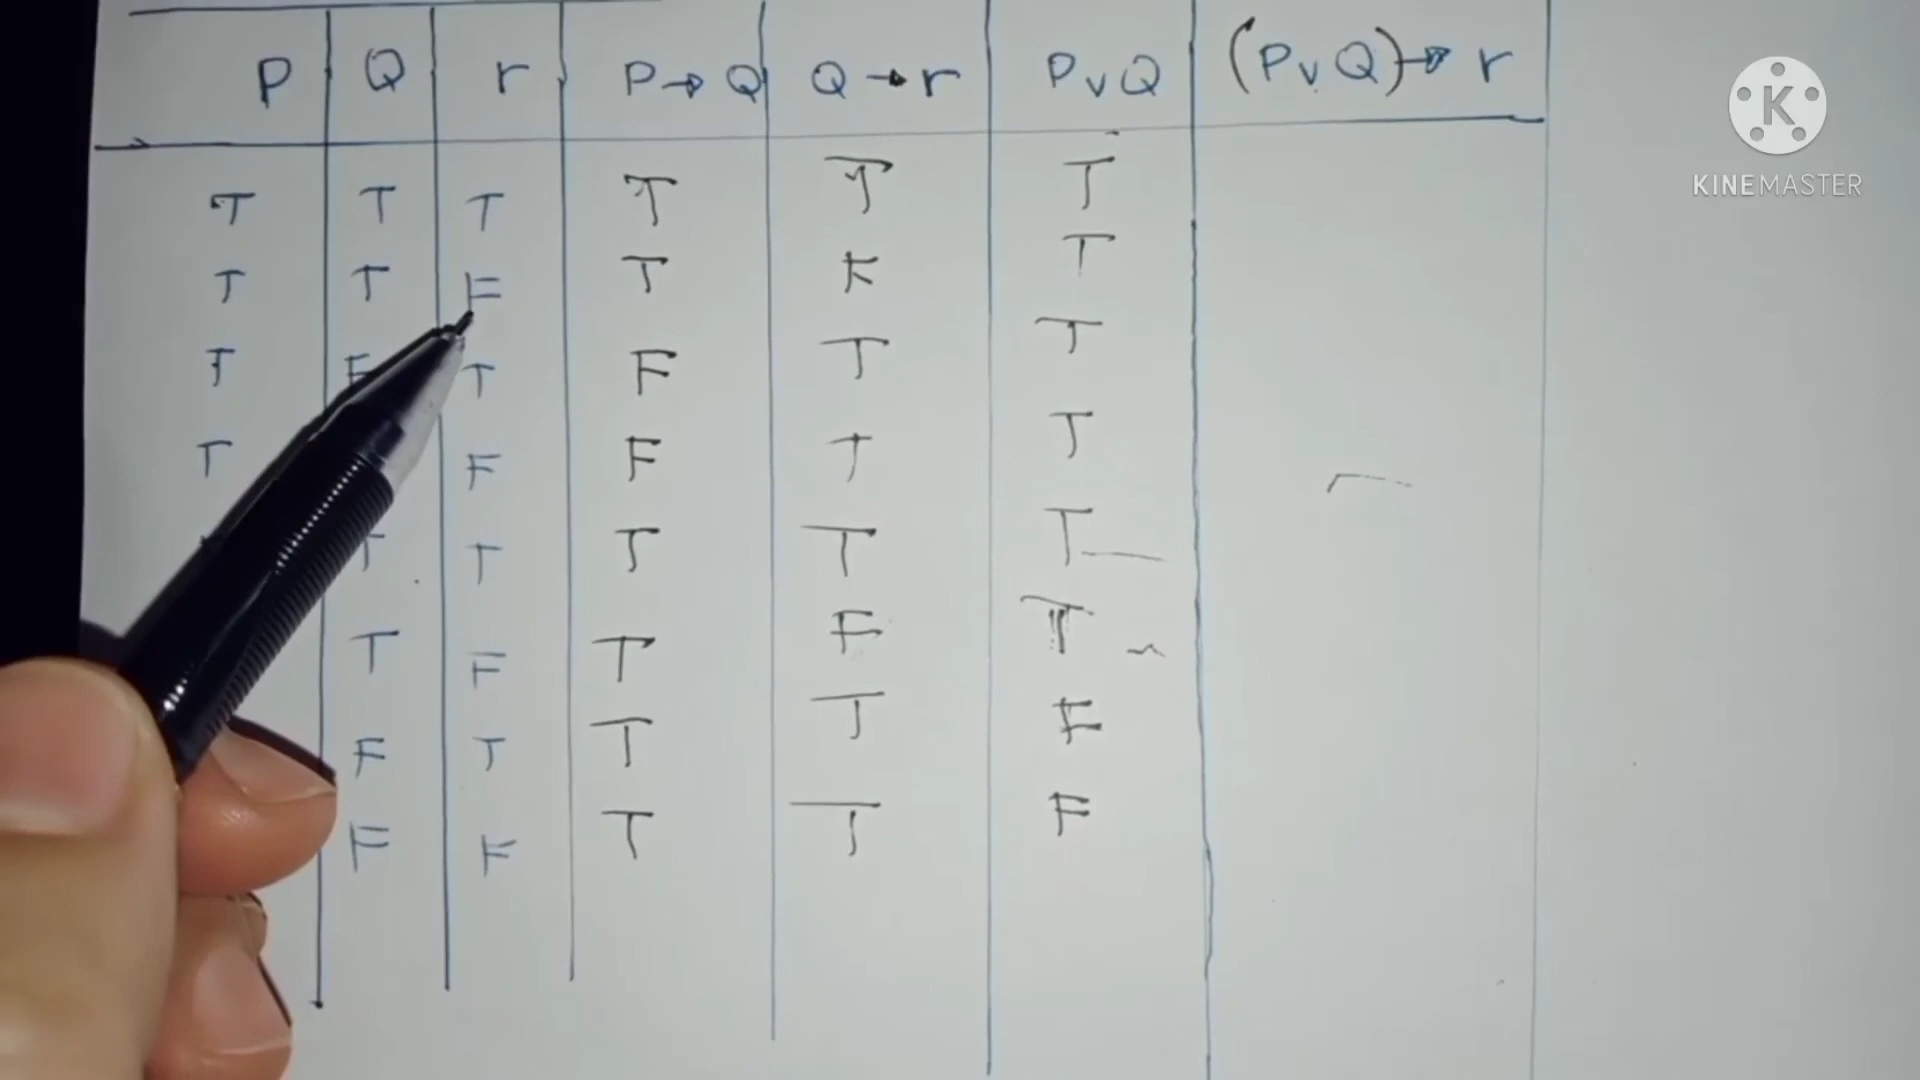 P Q r P→Q Q→r PvQ (PvQ)→r
T T T T T T
T T F T F T
T F T F T T
T F F T T
T T T T T
T F T F T
F T T T F
F F T T F
K
KINEMASTER